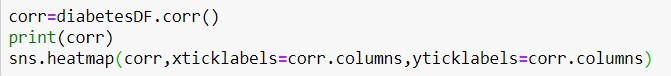 corr=diabetesDF.corr()
print(corr)
sns.heatmap(corr,xticklabels=corr.columns,yticklabels=corr.columns)